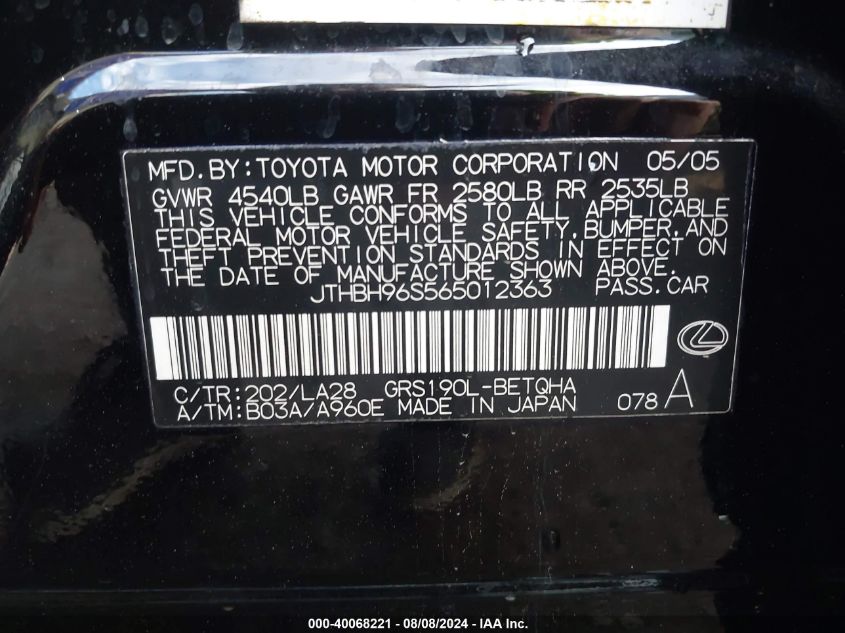 MFD.BY:TOYOTA MOTOR CORPORATION 05/05
GVWR 4540LB GAWR FR 2580LB RR 2535LB
THIS VEHICLE CONFORMS TO ALL APPLICABLE
FEDERAL MOTOR VEHICLE SAFETY,BUMPER,AND
THEFT PREVENTION STANDARDS IN EFFECT ON
THE DATE OF MANUFACTURE SHOWN ABOVE.
JTHBH96S565012363 PASS.CAR
C/TR:202/LA28 GRS190L-BETQHA
A/TM:B03A/A960E MADE IN JAPAN 078 A
000-40068221 - 08/08/2024 - IAA Inc.